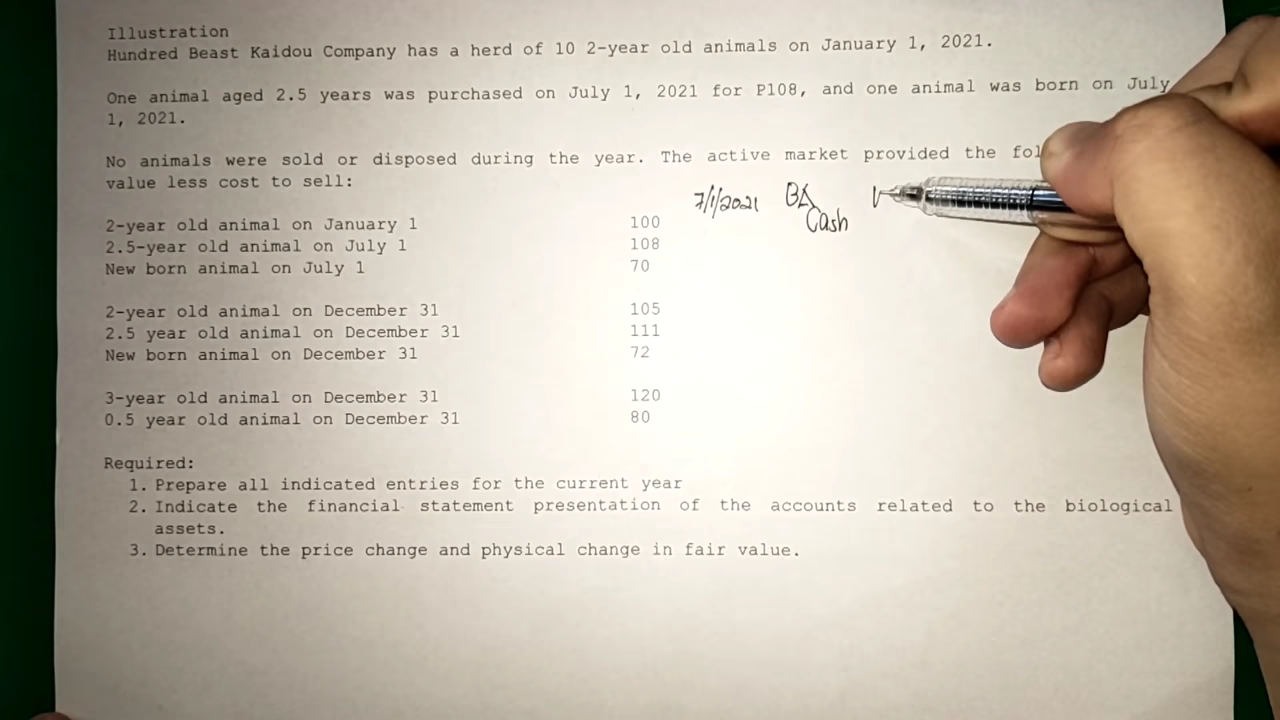 Illustration
Hundred Beast Kaidou Company has a herd of 10 2-year old animals on January 1, 2021.
One animal aged 2.5 years was purchased on July 1, 2021 for P108, and one animal was born on July
1, 2021.
No animals were sold or disposed during the year. The active market provided the
value less cost to sell:
7/1/2021 BA
Cash
2-year old animal on January 1 100
2.5-year old animal on July 1 108
New born animal on July 1 70
2-year old animal on December 31 105
2.5 year old animal on December 31 111
New born animal on December 31 72
3-year old animal on December 31 120
0.5 year old animal on December 31 80
Required:
1. Prepare all indicated entries for the current year
2. Indicate the financial statement presentation of the accounts related to the biological
assets.
3. Determine the price change and physical change in fair value.